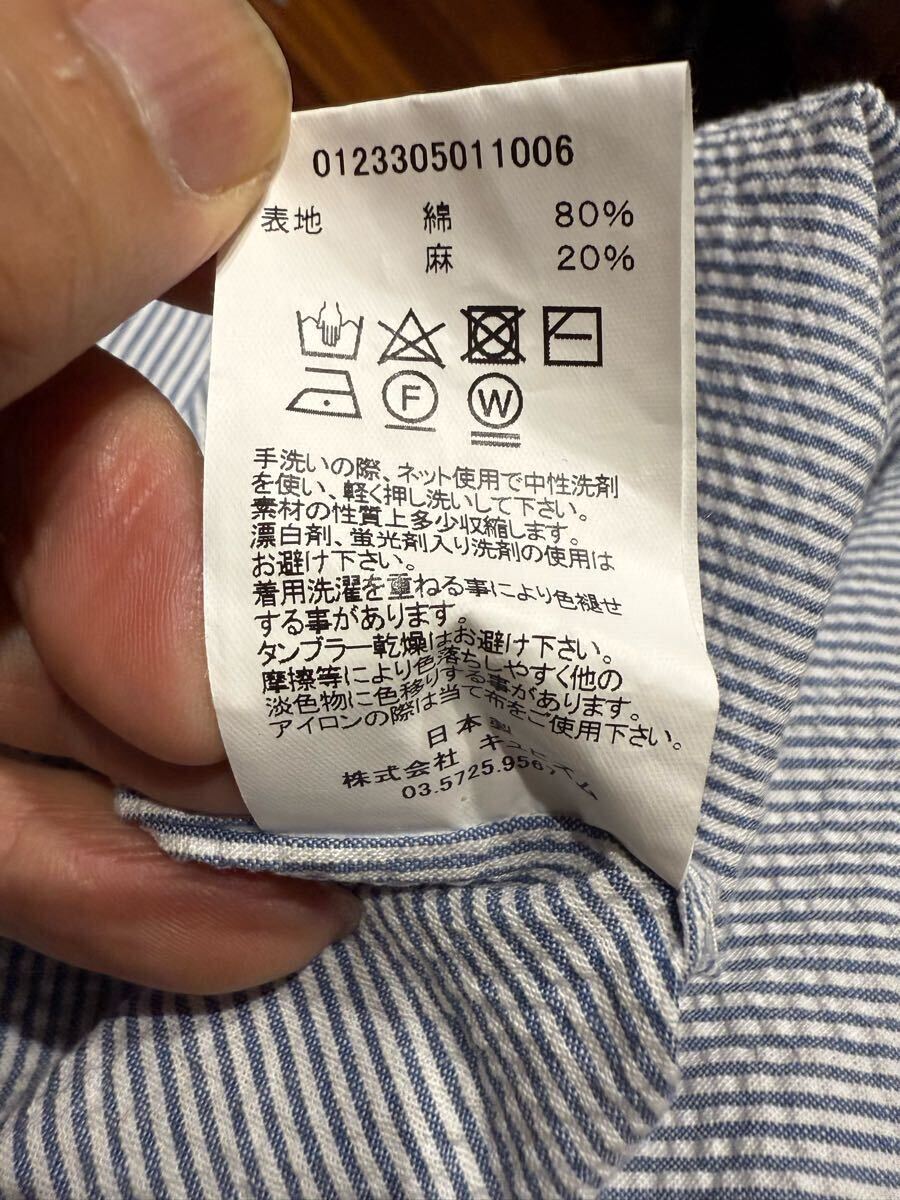 0123305011006
表地 綿 80%
麻 20%
F W
手洗いの際、ネット使用で中性洗剤
を使い、軽く押し洗いして下さい。
素材の性質上多少収縮します。
漂白剤、蛍光剤入り洗剤の使用は
お避け下さい。
着用洗濯を重ねる事により色褪せ
する事があります。
タンブラー乾燥はお避け下さい。
摩擦等により色落ちしやすく他の
淡色物に色移りする事があります。
アイロンの際は当て布をご使用下さい。
日本製
株式会社
03.5725.956